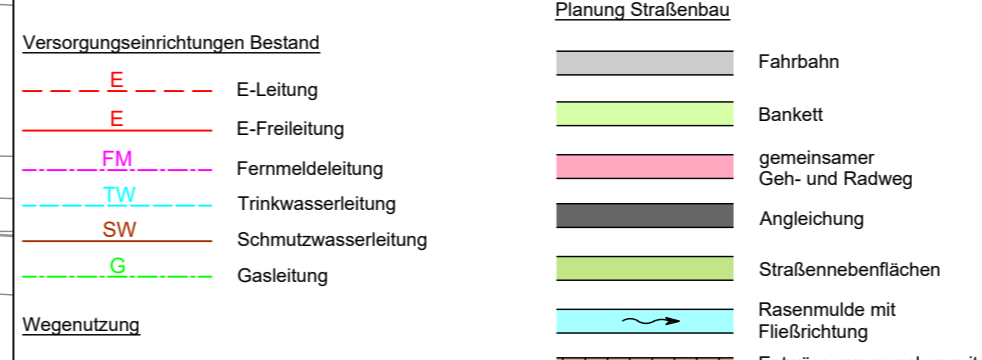 Versorgungseinrichtungen Bestand
E
E-Leitung
E
E-Freileitung
FM
Fernmeldeleitung
TW
Trinkwasserleitung
SW
Schmutzwasserleitung
G
Gasleitung
Wegenutzung
Planung Straßenbau
Fahrbahn
Bankett
gemeinsamer
Geh- und Radweg
Angleichung
Straßennebenflächen
Rasenmulde mit
Fließrichtung